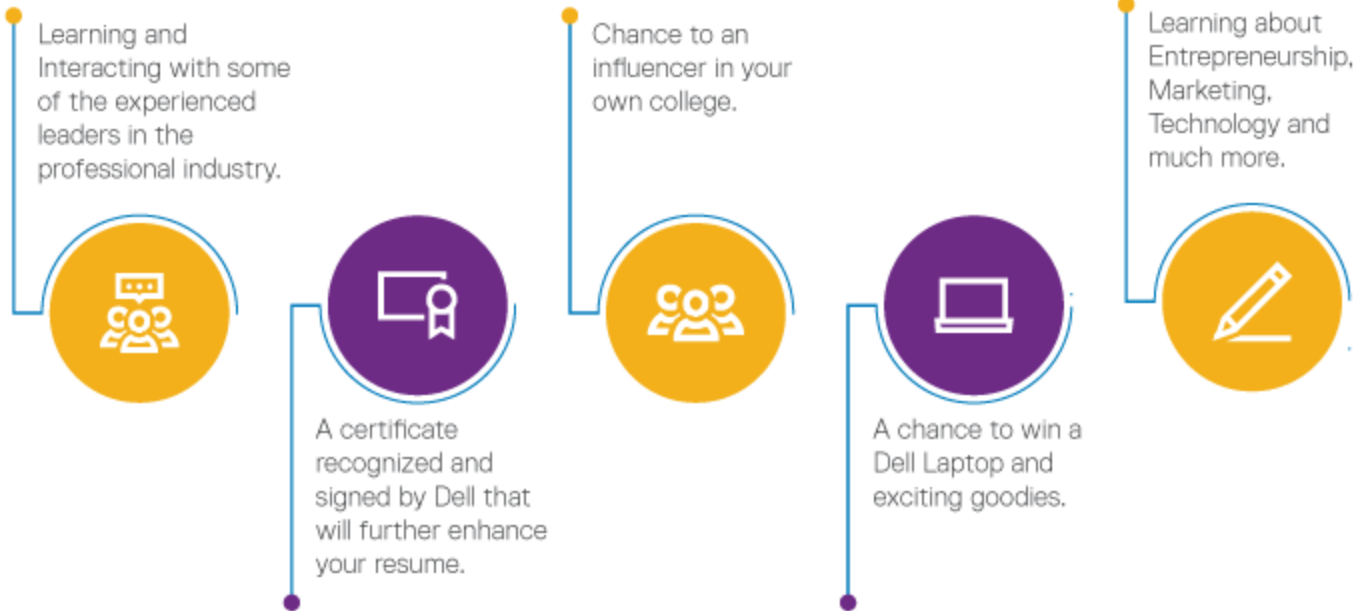 Learning and
Interacting with some
of the experienced
leaders in the
professional industry.
A certificate
recognized and
signed by Dell that
will further enhance
your resume.
Chance to an
influencer in your
own college.
A chance to win a
Dell Laptop and
exciting goodies.
Learning about
Entrepreneurship,
Marketing,
Technology and
much more.